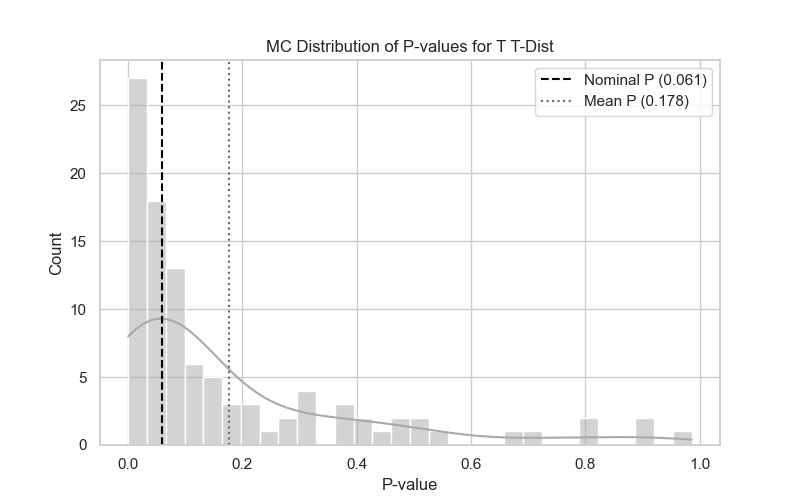 MC Distribution of P-values for T T-Dist
Nominal P (0.061)
Mean P (0.178)
25
20
15
10
5
0
Count
0.0
0.2
0.4
0.6
0.8
1.0
P-value